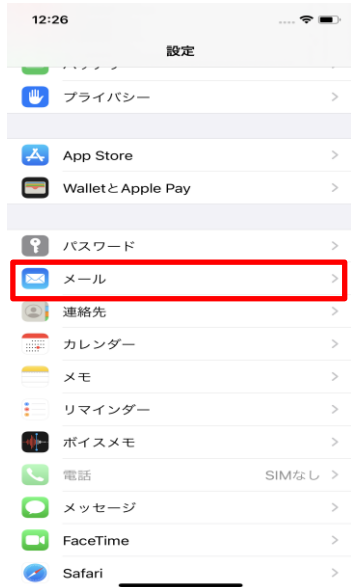 12:26
設定
プライバシー
App Store
WalletとApple Pay
パスワード
メール
連絡先
カレンダー
メモ
リマインダー
ボイスメモ
電話 SIMなし
メッセージ
FaceTime
Safari